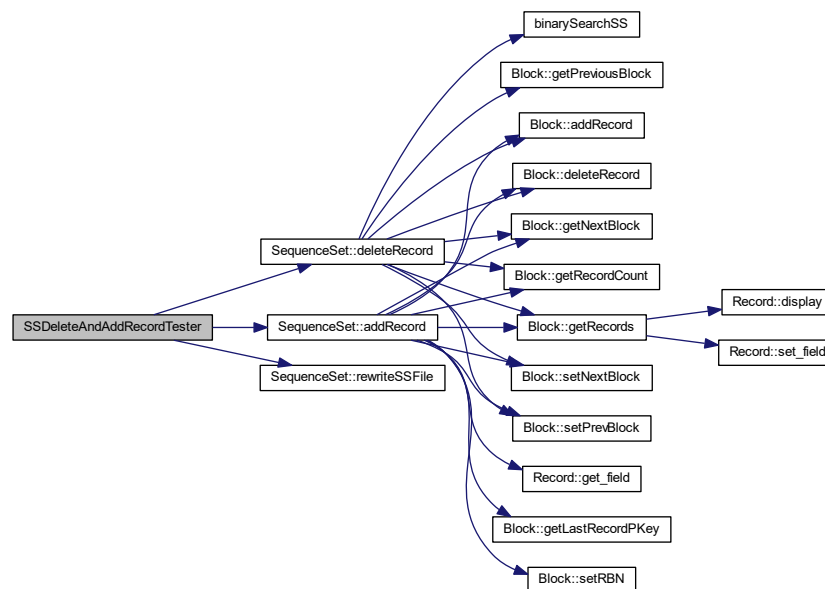 binarySearchSS
Block::getPreviousBlock
Block::addRecord
Block::deleteRecord
Block::getNextBlock
SequenceSet::deleteRecord
Block::getRecordCount
Record::display
SSDeleteAndAddRecordTester
SequenceSet::addRecord
Block::getRecords
Record::set_field
SequenceSet::rewriteSSFile
Block::setNextBlock
Block::setPrevBlock
Record::get_field
Block::getLastRecordPKey
Block::setRBN